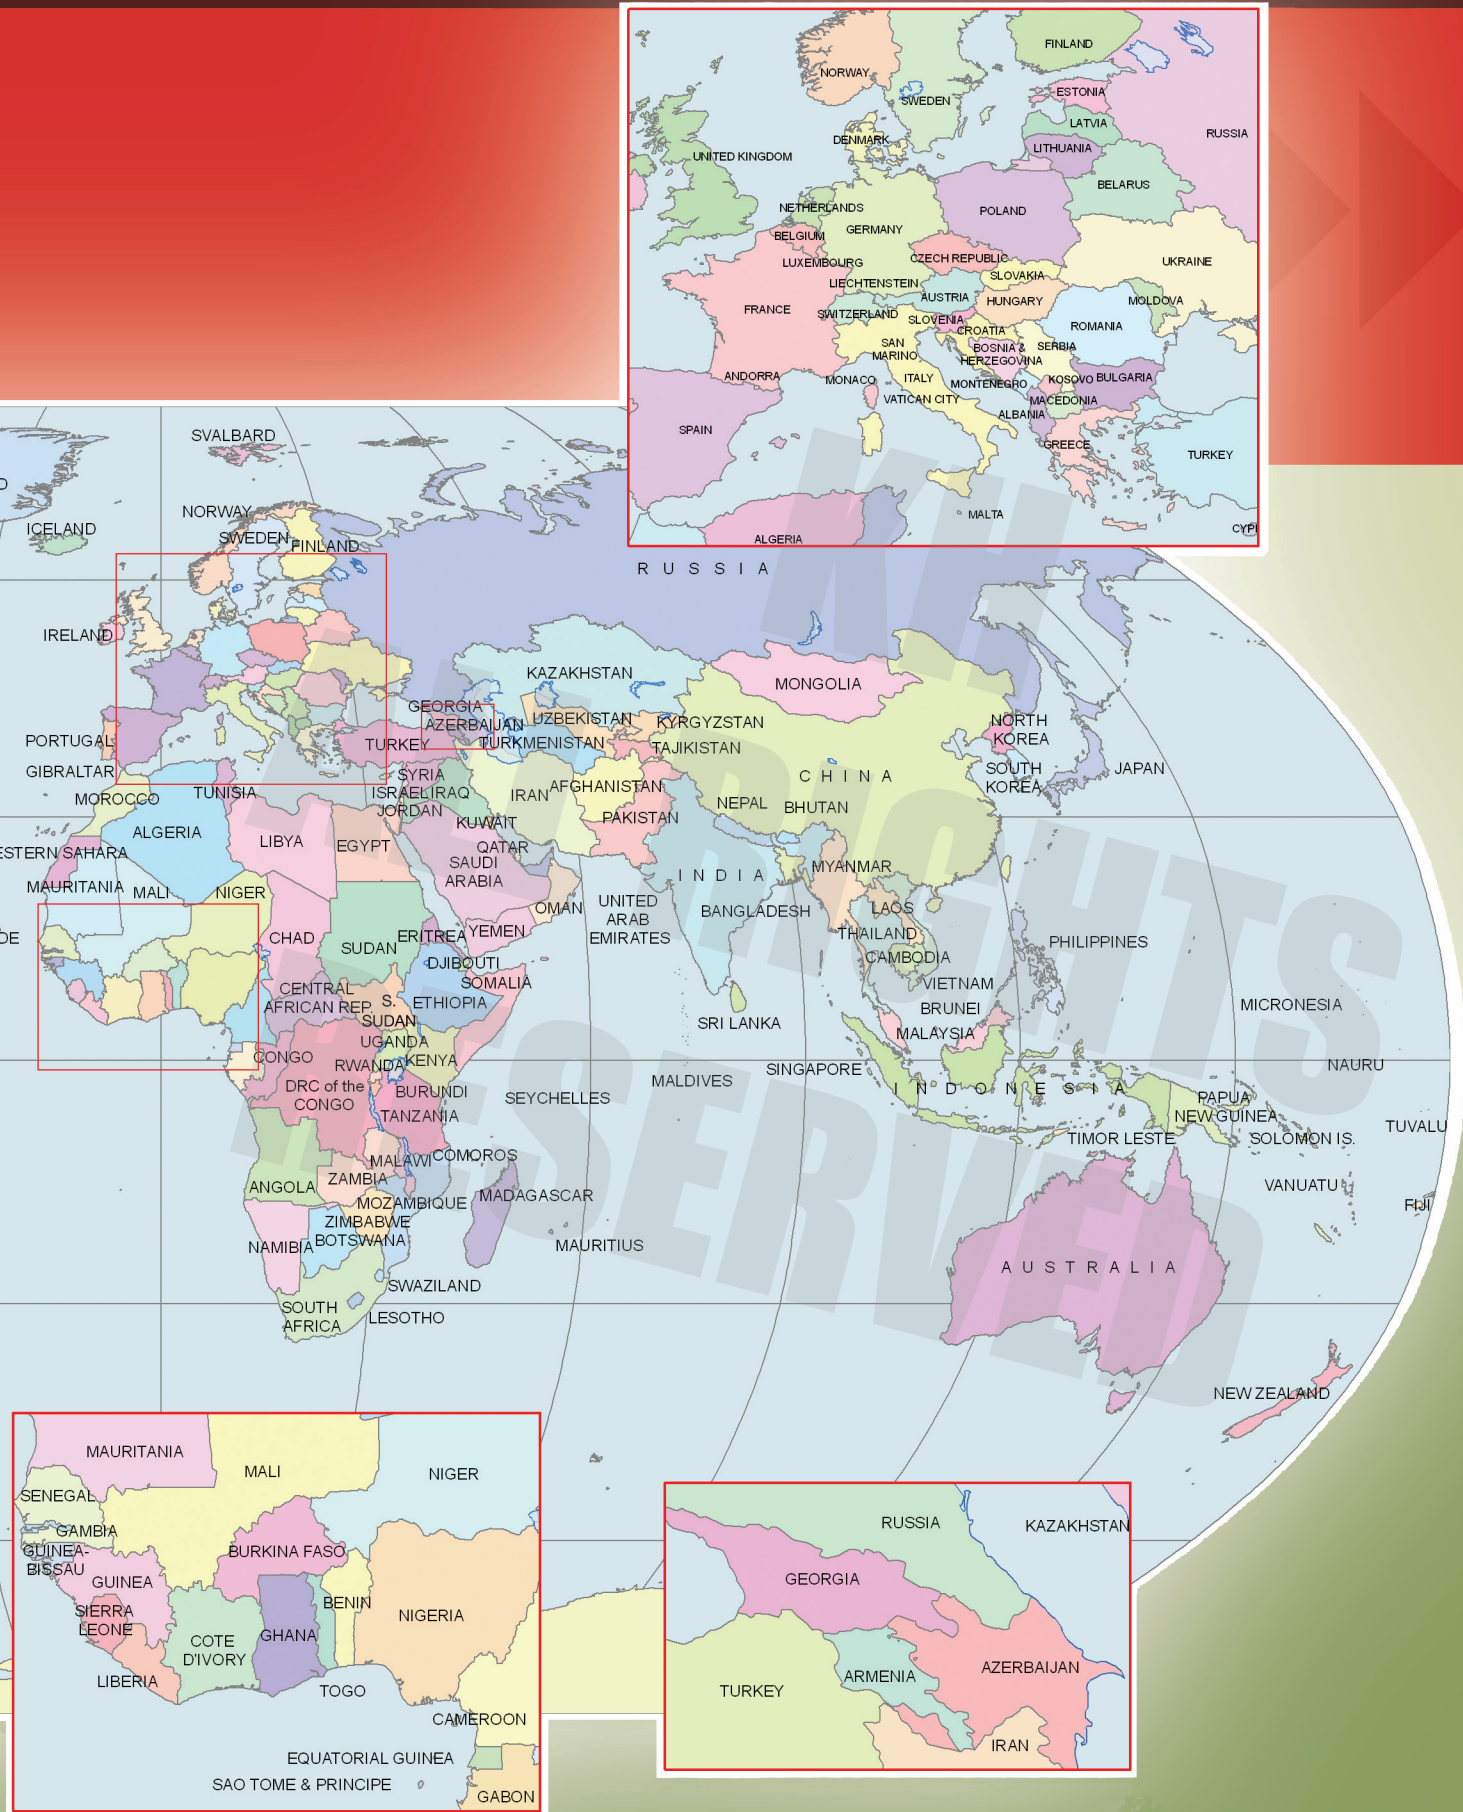 NORWAY
SWEDEN
FINLAND
ESTONIA
LATVIA
LITHUANIA
RUSSIA
DENMARK
UNITED KINGDOM
BELARUS
NETHERLANDS
POLAND
BELGIUM
GERMANY
LUXEMBOURG
CZECH REPUBLIC
UKRAINE
SLOVAKIA
LIECHTENSTEIN
AUSTRIA
HUNGARY
MOLDOVA
FRANCE
SWITZERLAND
SLOVENIA
ROMANIA
CROATIA
SAN
MARINO
BOSNIA &
HERZEGOVINA
SERBIA
ANDORRA
MONACO
ITALY
MONTENEGRO
KOSOVO
BULGARIA
VATICAN CITY
MACEDONIA
ALBANIA
SPAIN
GREECE
TURKEY
MALTA
CYPI
ALGERIA
SVALBARD
D
ICELAND
NORWAY
SWEDEN
FINLAND
RUSSIA
IRELAND
KAZAKHSTAN
MONGOLIA
GEORGIA
AZERBAIJAN
UZBEKISTAN
KYRGYZSTAN
NORTH
KOREA
PORTUGAL
TURKEY
TURKMENISTAN
TAJIKISTAN
GIBRALTAR
SYRIA
CHINA
SOUTH
KOREA
JAPAN
MOROCCO
TUNISIA
ISRAEL
IRAQ
IRAN
AFGHANISTAN
JORDAN
NEPAL
BHUTAN
ALGERIA
LIBYA
EGYPT
KUWAIT
PAKISTAN
ESTERN SAHARA
QATAR
SAUDI
ARABIA
INDIA
MYANMAR
MAURITANIA
MALI
NIGER
OMAN
UNITED
ARAB
EMIRATES
BANGLADESH
LAOS
DE
CHAD
SUDAN
ERITREA
YEMEN
THAILAND
PHILIPPINES
DJIBOUTI
CAMBODIA
SOMALIA
VIETNAM
CENTRAL
AFRICAN REP.
S.
SUDAN
ETHIOPIA
BRUNEI
MICRONESIA
SRI LANKA
MALAYSIA
UGANDA
CONGO
RWANDA
KENYA
SINGAPORE
NAURU
DRC of the
CONGO
BURUNDI
TANZANIA
SEYCHELLES
MALDIVES
INDONESIA
PAPUA
NEW GUINEA
TIMOR LESTE
SOLOMON IS.
TUVALU
MALAWI
COMOROS
ANGOLA
ZAMBIA
MOZAMBIQUE
MADAGASCAR
VANUATU
FIJI
ZIMBABWE
NAMIBIA
BOTSWANA
MAURITIUS
AUSTRALIA
SWAZILAND
SOUTH
AFRICA
LESOTHO
NEW ZEALAND
KH
ALL RIGHTS
RESERVED
MAURITANIA
MALI
NIGER
SENEGAL
GAMBIA
GUINEA-
BISSAU
BURKINA FASO
GUINEA
SIERRA
LEONE
BENIN
NIGERIA
COTE
D'IVORY
GHANA
LIBERIA
TOGO
CAMEROON
EQUATORIAL GUINEA
SAO TOME & PRINCIPE
GABON
RUSSIA
KAZAKHSTAN
GEORGIA
ARMENIA
AZERBAIJAN
TURKEY
IRAN